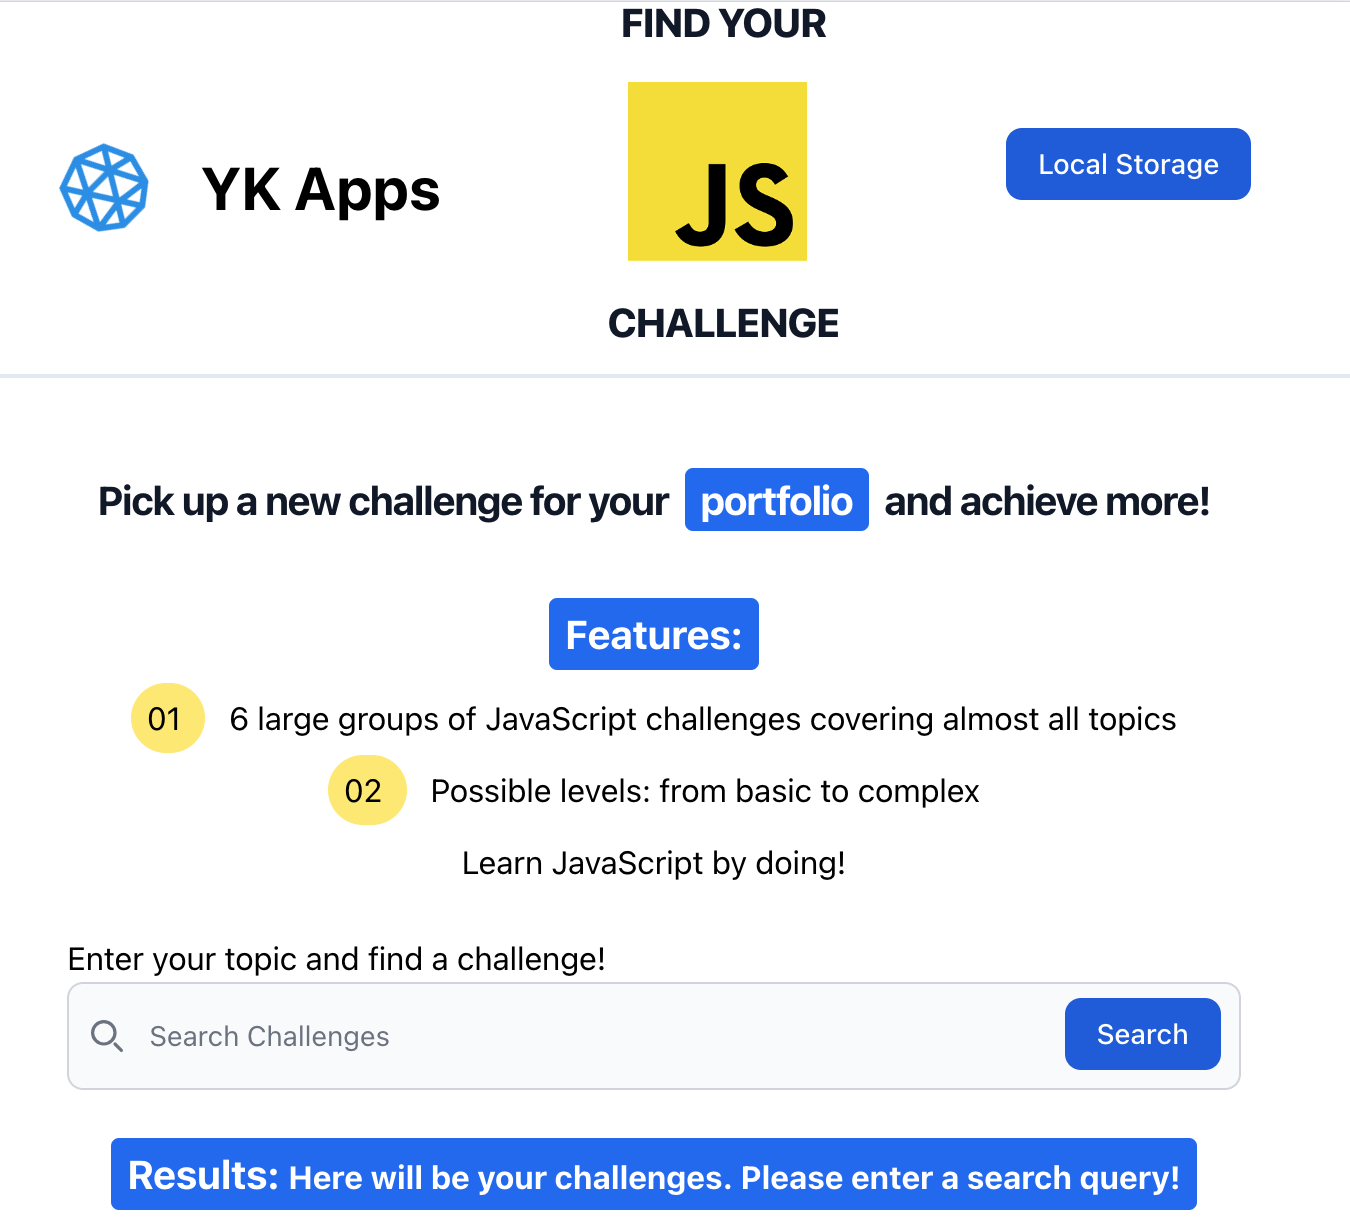 FIND YOUR
YK Apps
JS
Local Storage
CHALLENGE
Pick up a new challenge for your portfolio and achieve more!
Features:
01 6 large groups of JavaScript challenges covering almost all topics
02 Possible levels: from basic to complex
Learn JavaScript by doing!
Enter your topic and find a challenge!
Search Challenges
Search
Results: Here will be your challenges. Please enter a search query!